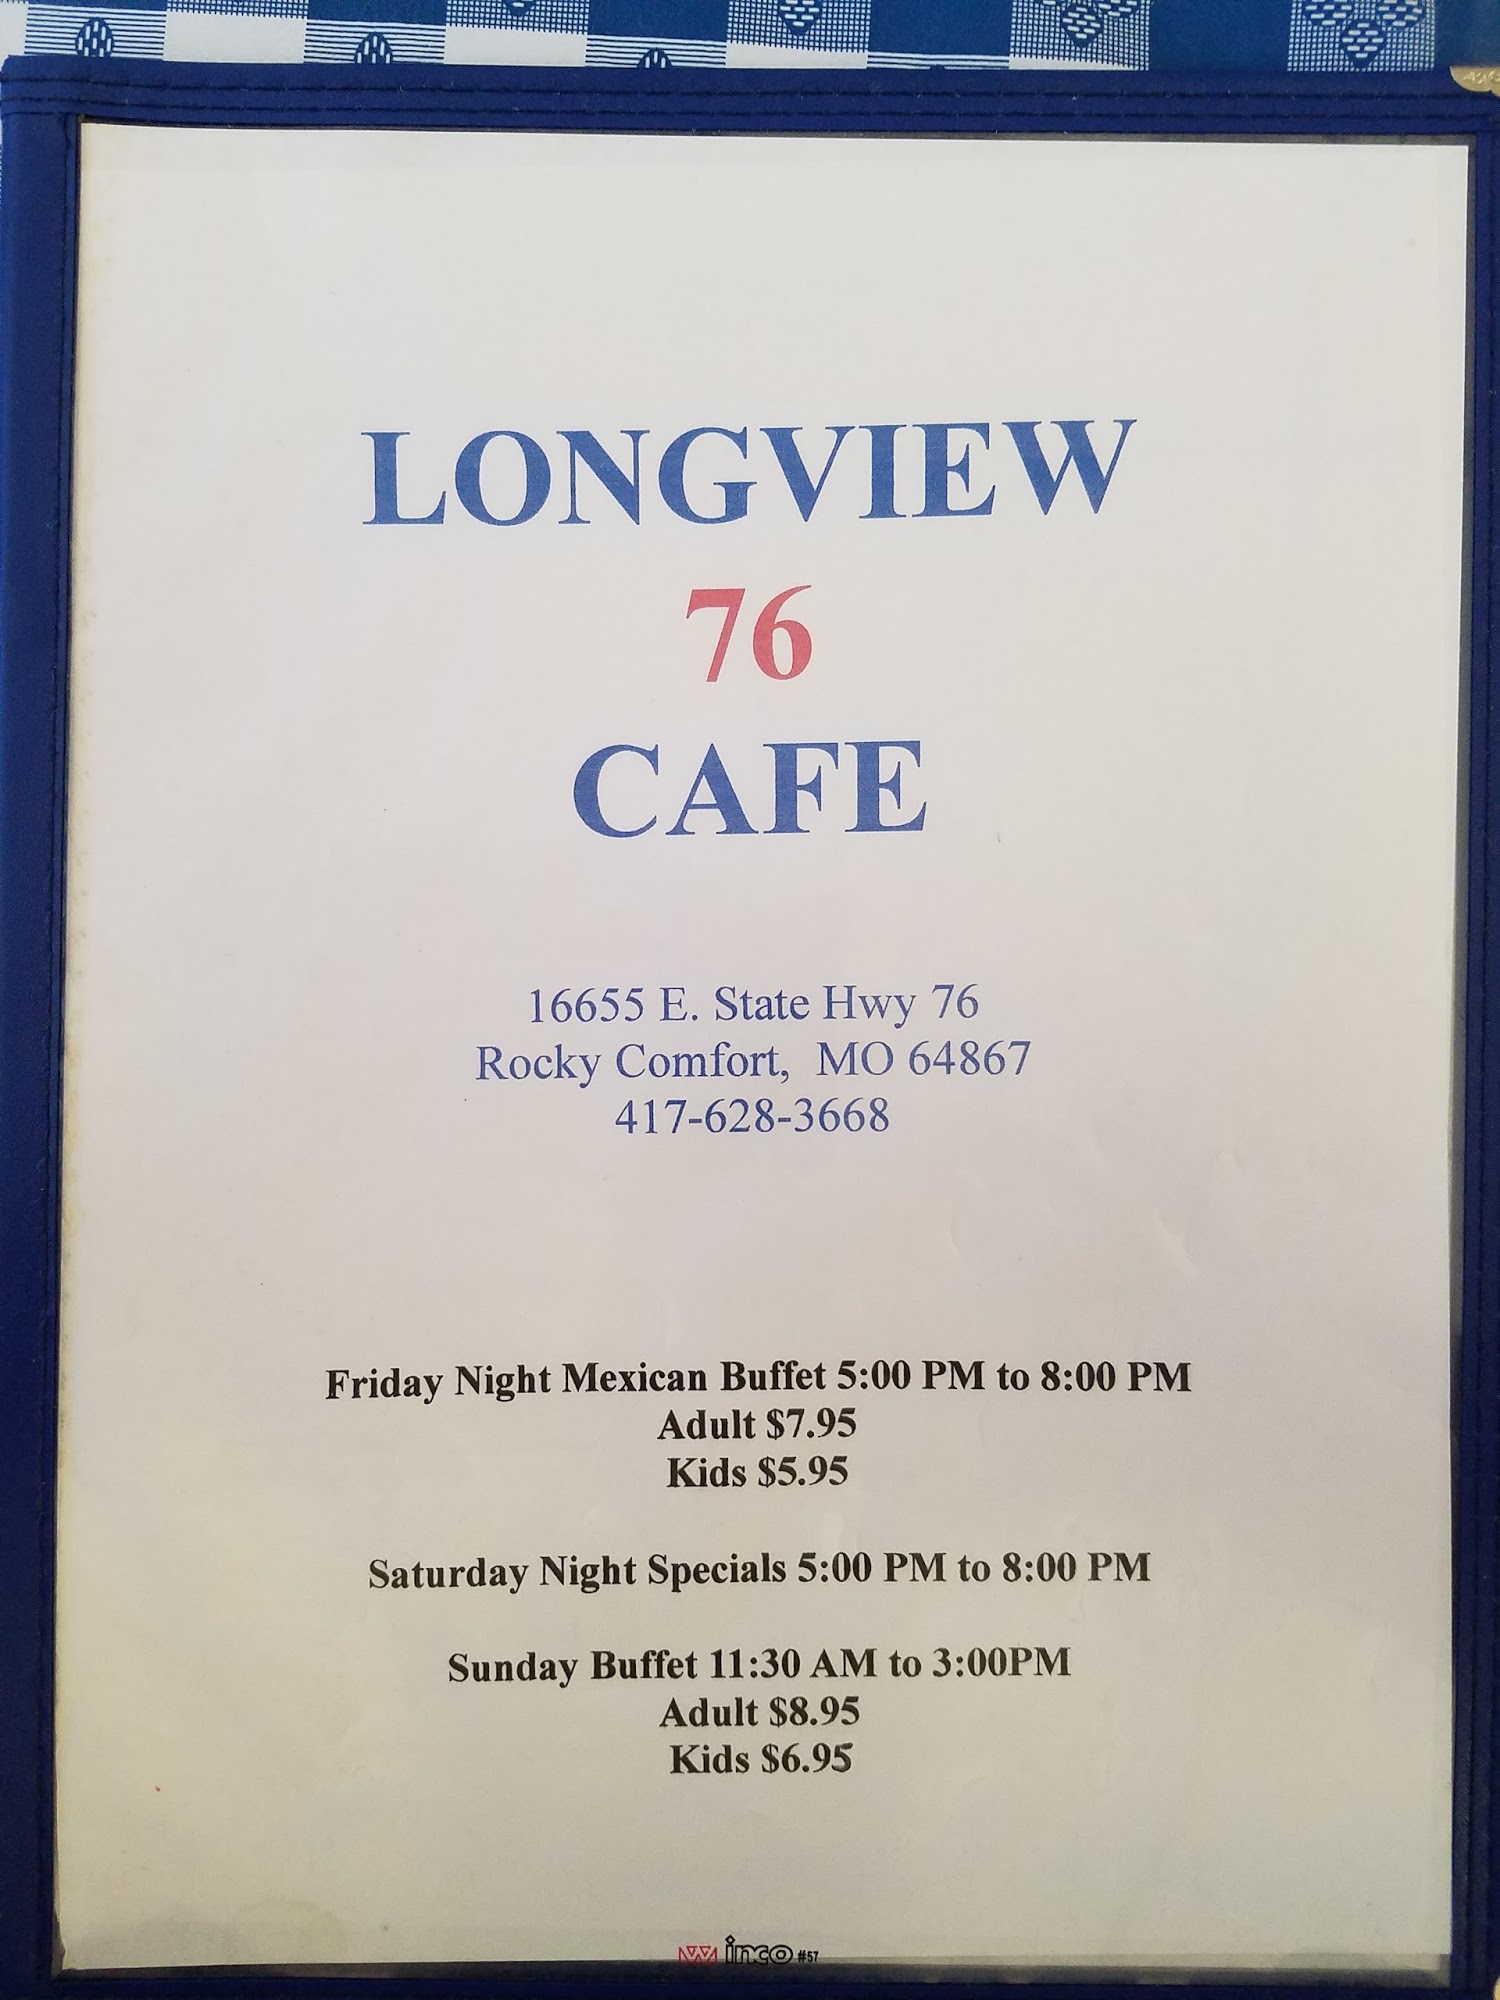 LONGVIEW
76
CAFE
16655 E. State Hwy 76
Rocky Comfort, MO 64867
417-628-3668
Friday Night Mexican Buffet 5:00 PM to 8:00 PM
Adult $7.95
Kids $5.95
Saturday Night Specials 5:00 PM to 8:00 PM
Sunday Buffet 11:30 AM to 3:00PM
Adult $8.95
Kids $6.95
Winco #57